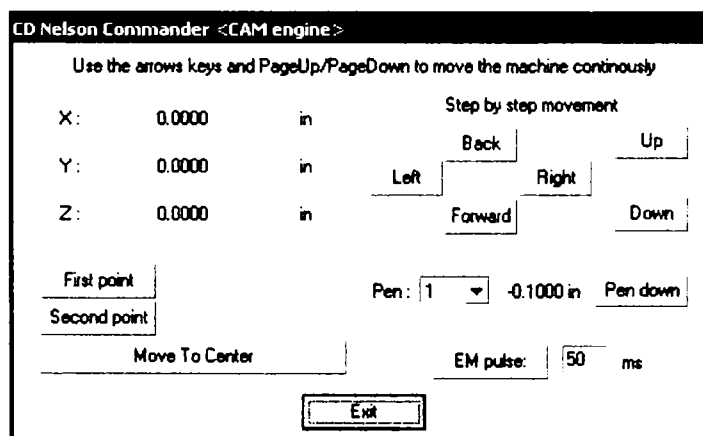 CD Nelson Commander <CAM engine>
Use the arrows keys and PageUp/PageDown to move the machine continously
Step by step movement
X: 0.0000 in
Back
Up
Y: 0.0000 in
Left
Right
Z: 0.0000 in
Forward
Down
First point
Pen: 1 -0.1000 in Pen down
Second point
Move To Center
EM pulse: 50 ms
Exit